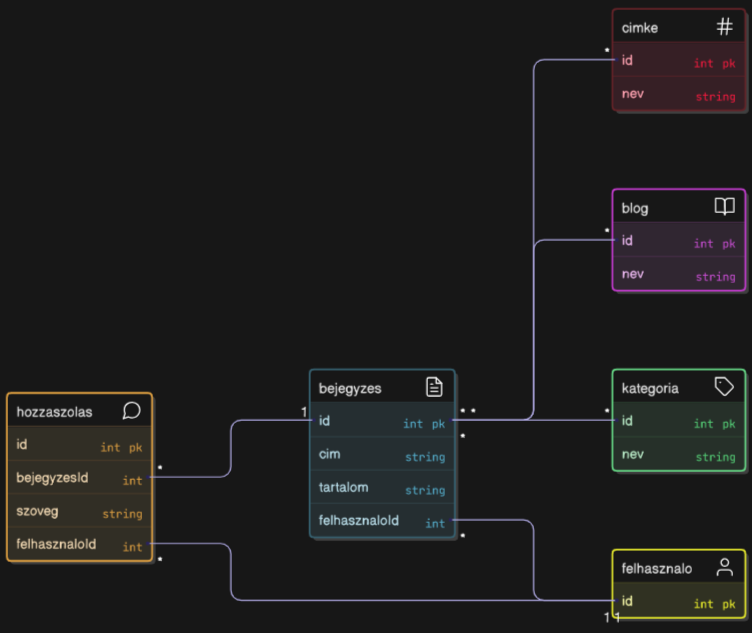 cimke
id int pk
nev string
blog
id int pk
nev string
hozzaszolas
id int pk
bejegyzesId int
szoveg string
felhasznaloId int
bejegyzes
id int pk
cim string
tartalom string
felhasznaloId int
kategoria
id int pk
nev string
felhasznalo
id int pk
*
*
*
*
1
* *
*
*
*
1 1